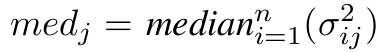 med_j = median_{i=1}^{n}(σ_{ij}^{2})